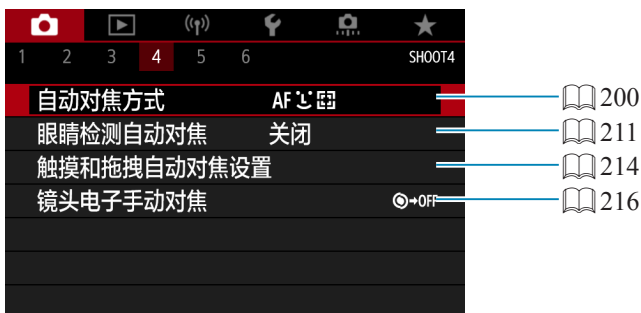 1 2 3 4 5 6 SHOOT4
自动对焦方式 AF 200
眼睛检测自动对焦 关闭 211
触摸和拖拽自动对焦设置 214
镜头电子手动对焦 OFF 216